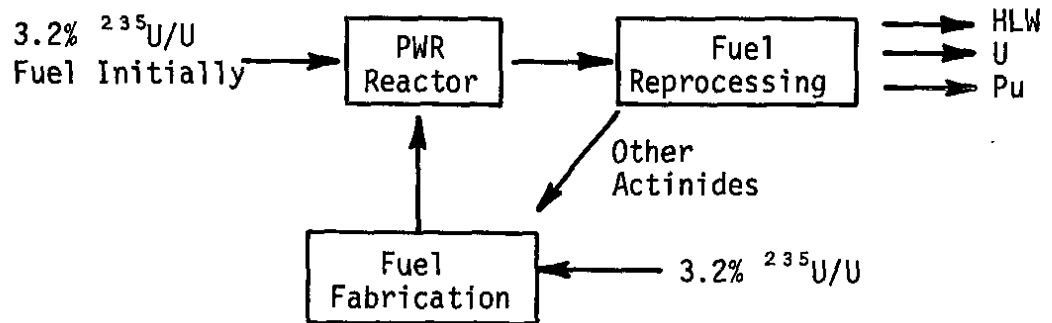 3.2% ²³⁵U/U
Fuel Initially
PWR
Reactor
Fuel
Reprocessing
HLW
U
Pu
Other
Actinides
Fuel
Fabrication
3.2% ²³⁵U/U